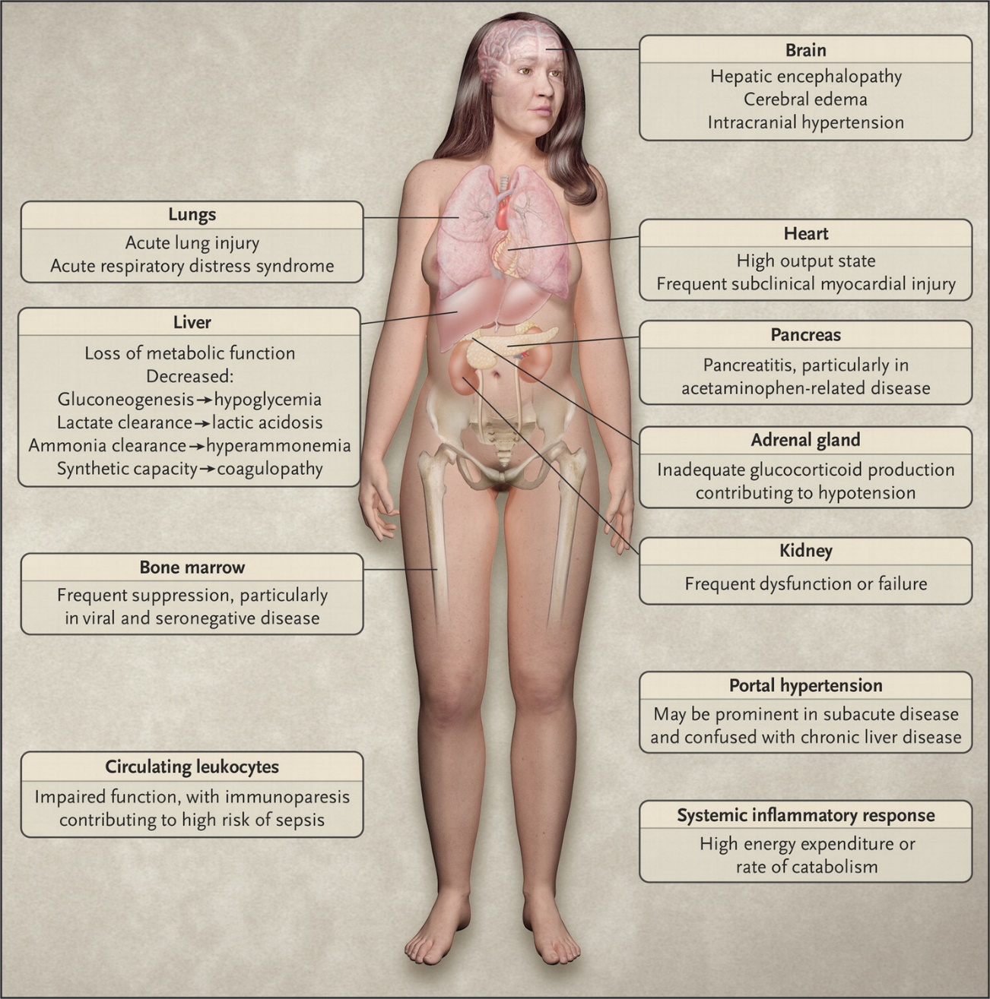 Brain
Hepatic encephalopathy
Cerebral edema
Intracranial hypertension
Lungs
Acute lung injury
Acute respiratory distress syndrome
Heart
High output state
Frequent subclinical myocardial injury
Liver
Loss of metabolic function
Decreased:
Gluconeogenesis→hypoglycemia
Lactate clearance→lactic acidosis
Ammonia clearance→hyperammonemia
Synthetic capacity→coagulopathy
Pancreas
Pancreatitis, particularly in
acetaminophen-related disease
Adrenal gland
Inadequate glucocorticoid production
contributing to hypotension
Bone marrow
Frequent suppression, particularly
in viral and seronegative disease
Kidney
Frequent dysfunction or failure
Portal hypertension
May be prominent in subacute disease
and confused with chronic liver disease
Circulating leukocytes
Impaired function, with immunoparesis
contributing to high risk of sepsis
Systemic inflammatory response
High energy expenditure or
rate of catabolism